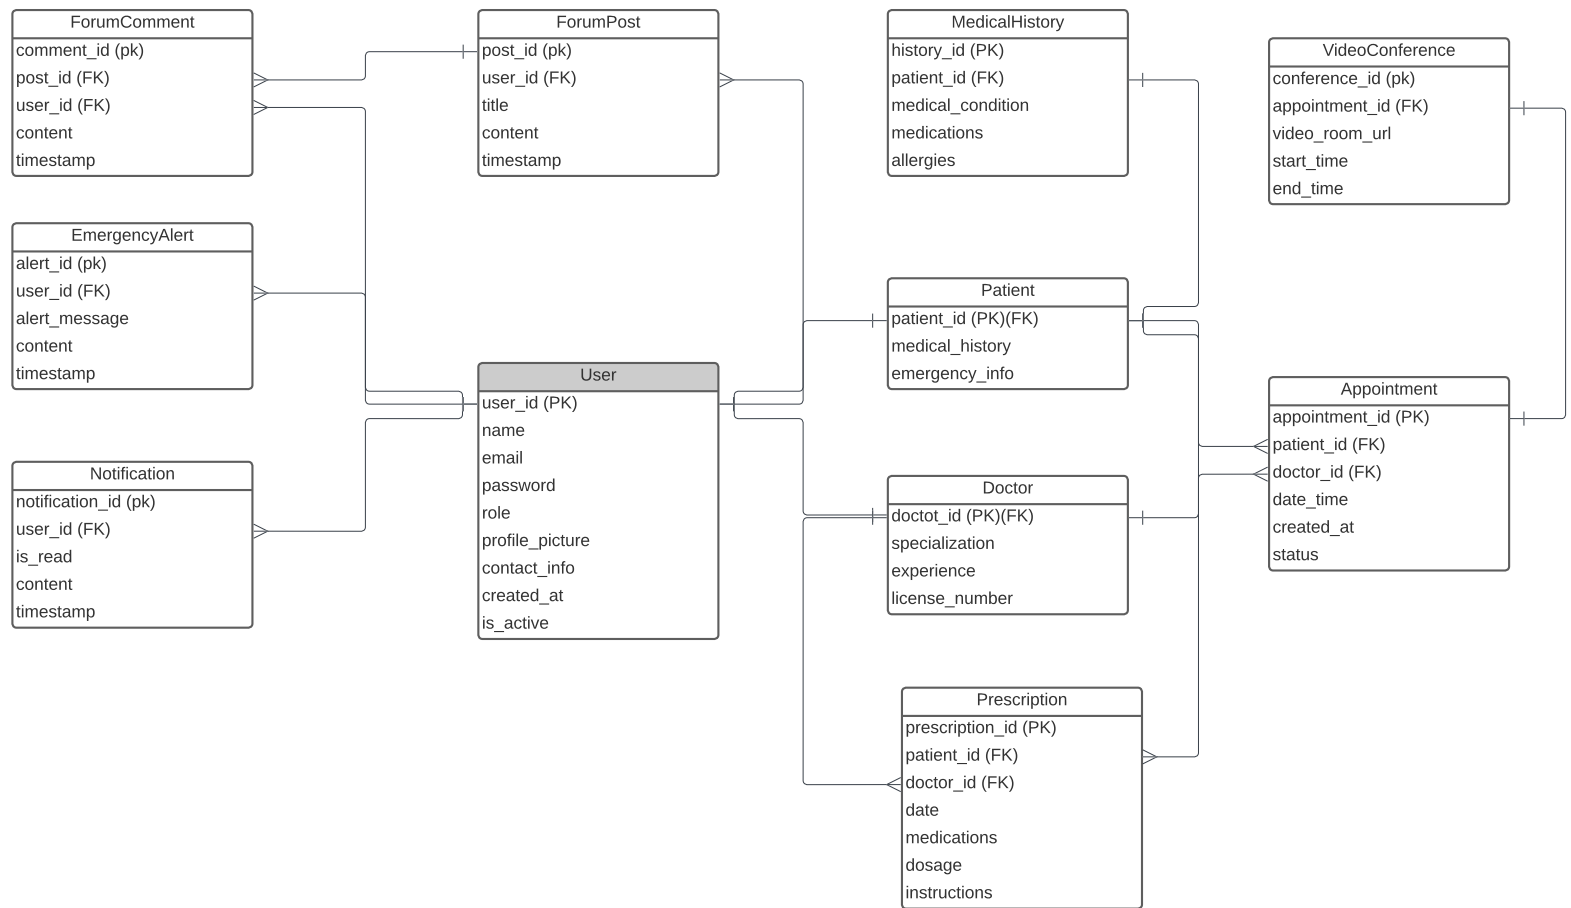 ForumComment
comment_id (pk)
post_id (FK)
user_id (FK)
content
timestamp
ForumPost
post_id (pk)
user_id (FK)
title
content
timestamp
MedicalHistory
history_id (PK)
patient_id (FK)
medical_condition
medications
allergies
VideoConference
conference_id (pk)
appointment_id (FK)
video_room_url
start_time
end_time
EmergencyAlert
alert_id (pk)
user_id (FK)
alert_message
content
timestamp
Patient
patient_id (PK)(FK)
medical_history
emergency_info
User
user_id (PK)
name
email
password
role
profile_picture
contact_info
created_at
is_active
Appointment
appointment_id (PK)
patient_id (FK)
doctor_id (FK)
date_time
created_at
status
Notification
notification_id (pk)
user_id (FK)
is_read
content
timestamp
Doctor
doctot_id (PK)(FK)
specialization
experience
license_number
Prescription
prescription_id (PK)
patient_id (FK)
doctor_id (FK)
date
medications
dosage
instructions